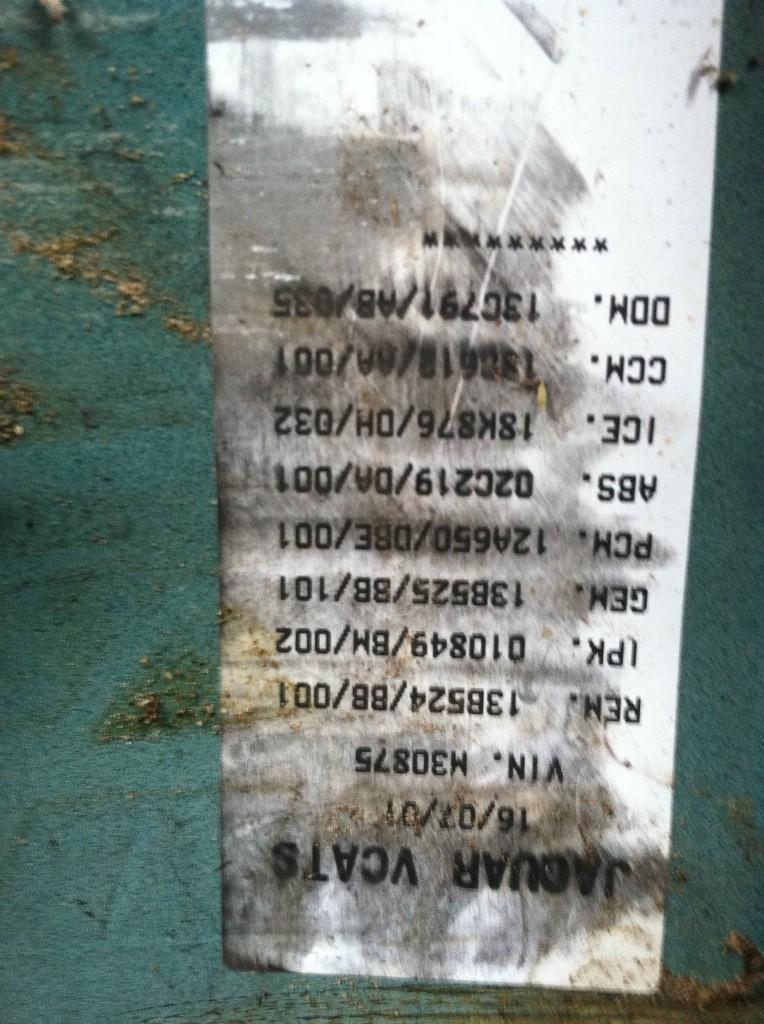 JAGUAR VCATS
16/07/01
VIN. M30875
REM. 13B524/BB/001
IPK. 010849/BM/002
GEM. 13B525/BB/101
PCM. 12A650/DBE/001
ABS. 02C219/DA/001
ICE. 18K876/DH/032
CCM.
DDM. 13C791/AB/035
*********